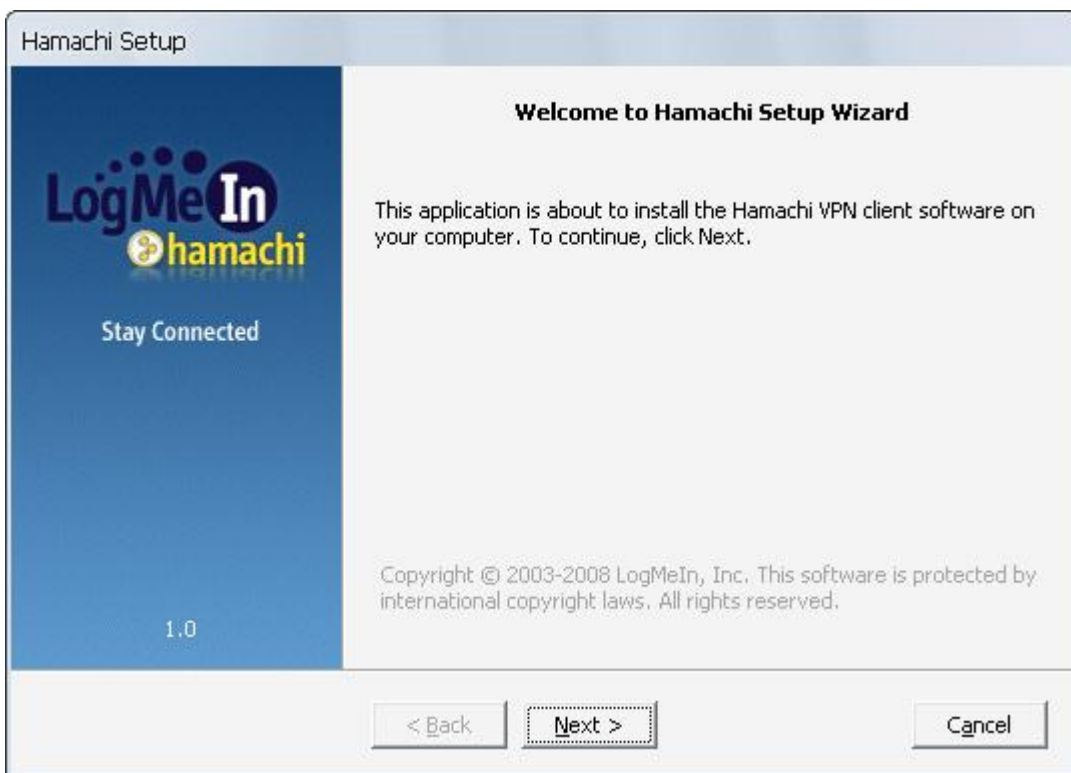 Hamachi Setup
LogMeIn
hamachi
Stay Connected
1.0
Welcome to Hamachi Setup Wizard
This application is about to install the Hamachi VPN client software on
your computer. To continue, click Next.
Copyright © 2003-2008 LogMeIn, Inc. This software is protected by
international copyright laws. All rights reserved.
< Back
Next >
Cancel